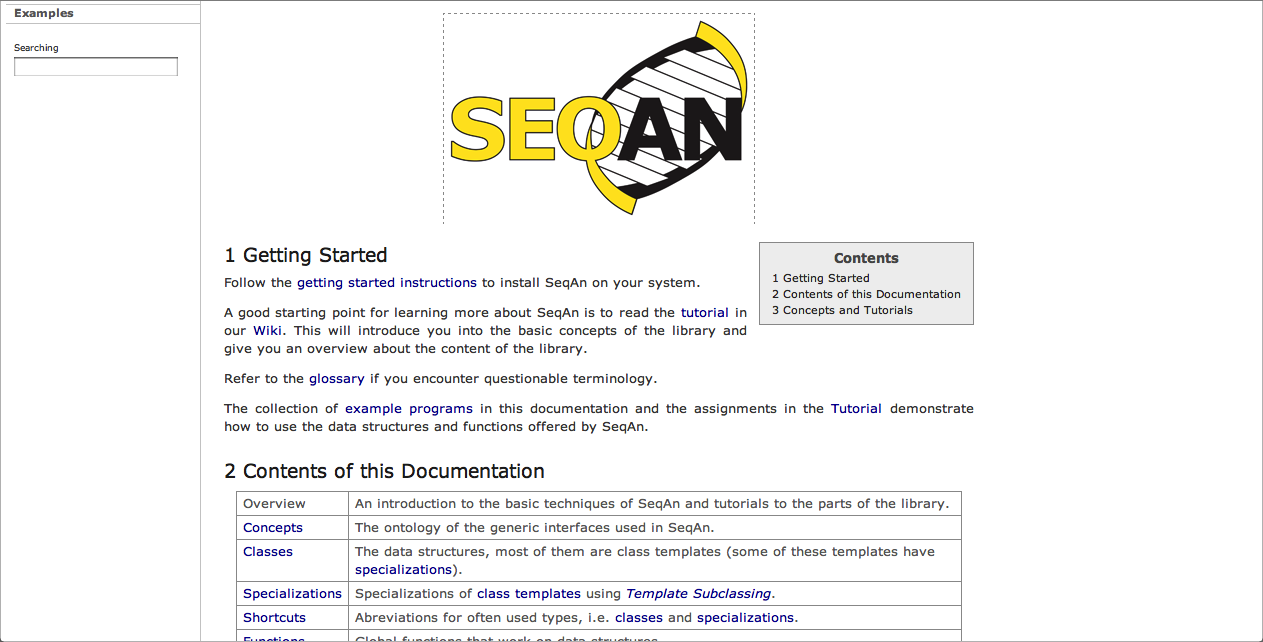 Examples
Searching
SEQAN
1 Getting Started
Follow the getting started instructions to install SeqAn on your system.
A good starting point for learning more about SeqAn is to read the tutorial in
our Wiki. This will introduce you into the basic concepts of the library and
give you an overview about the content of the library.
Refer to the glossary if you encounter questionable terminology.
The collection of example programs in this documentation and the assignments in the Tutorial demonstrate
how to use the data structures and functions offered by SeqAn.
Contents
1 Getting Started
2 Contents of this Documentation
3 Concepts and Tutorials
2 Contents of this Documentation
Overview An introduction to the basic techniques of SeqAn and tutorials to the parts of the library.
Concepts The ontology of the generic interfaces used in SeqAn.
Classes The data structures, most of them are class templates (some of these templates have
specializations).
Specializations Specializations of class templates using Template Subclassing.
Shortcuts Abreviations for often used types, i.e. classes and specializations.
Functions Global functions that work on data structures.